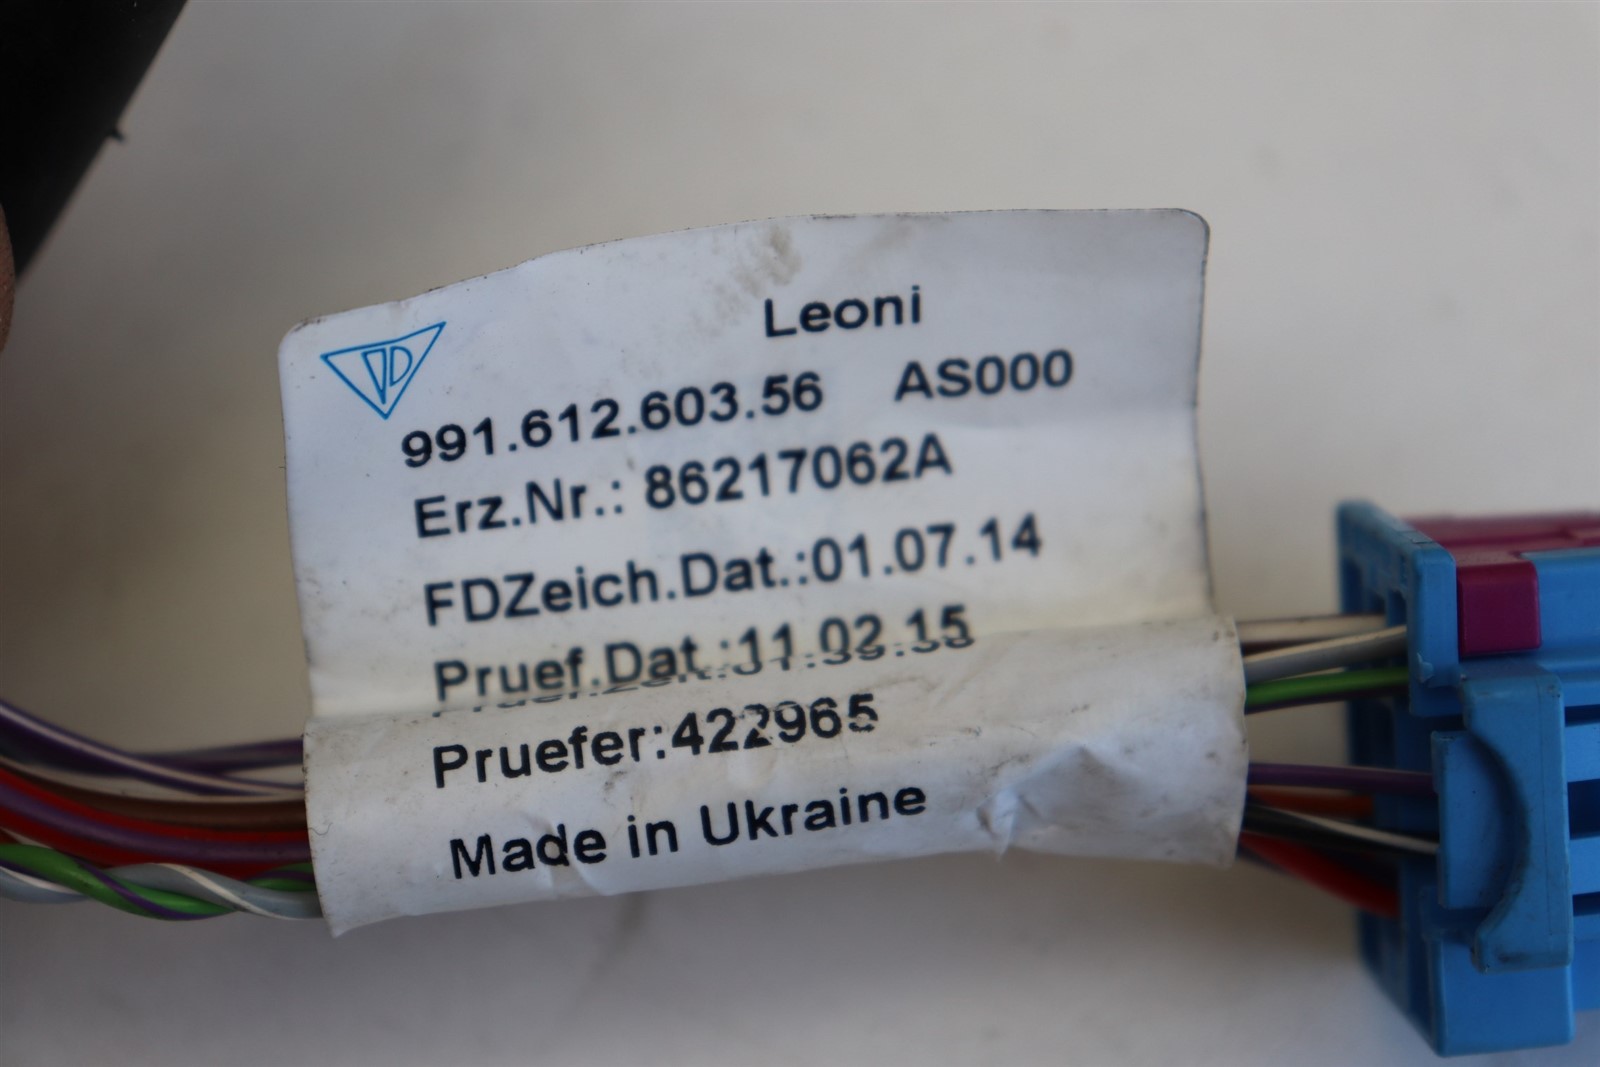 Leoni
991.612.603.56 AS000
Erz.Nr.: 86217062A
FDZeich.Dat.:01.07.14
Pruef.Dat.:11.02.15
Pruefer:422965
Made in Ukraine